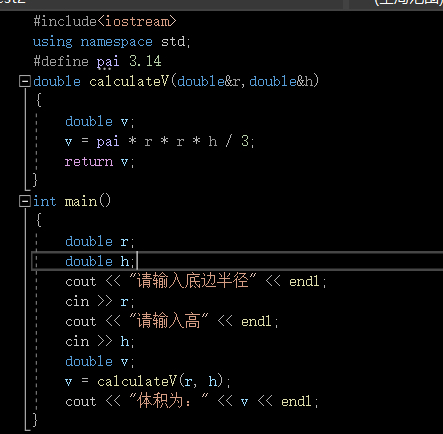 #include<iostream>
using namespace std;
#define pai 3.14
double calculateV(double&r,double&h)
{
double v;
v = pai * r * r * h / 3;
return v;
}
int main()
{
double r;
double h;
cout << "请输入底边半径" << endl;
cin >> r;
cout << "请输入高" << endl;
cin >> h;
double v;
v = calculateV(r, h);
cout << "体积为：" << v << endl;
}